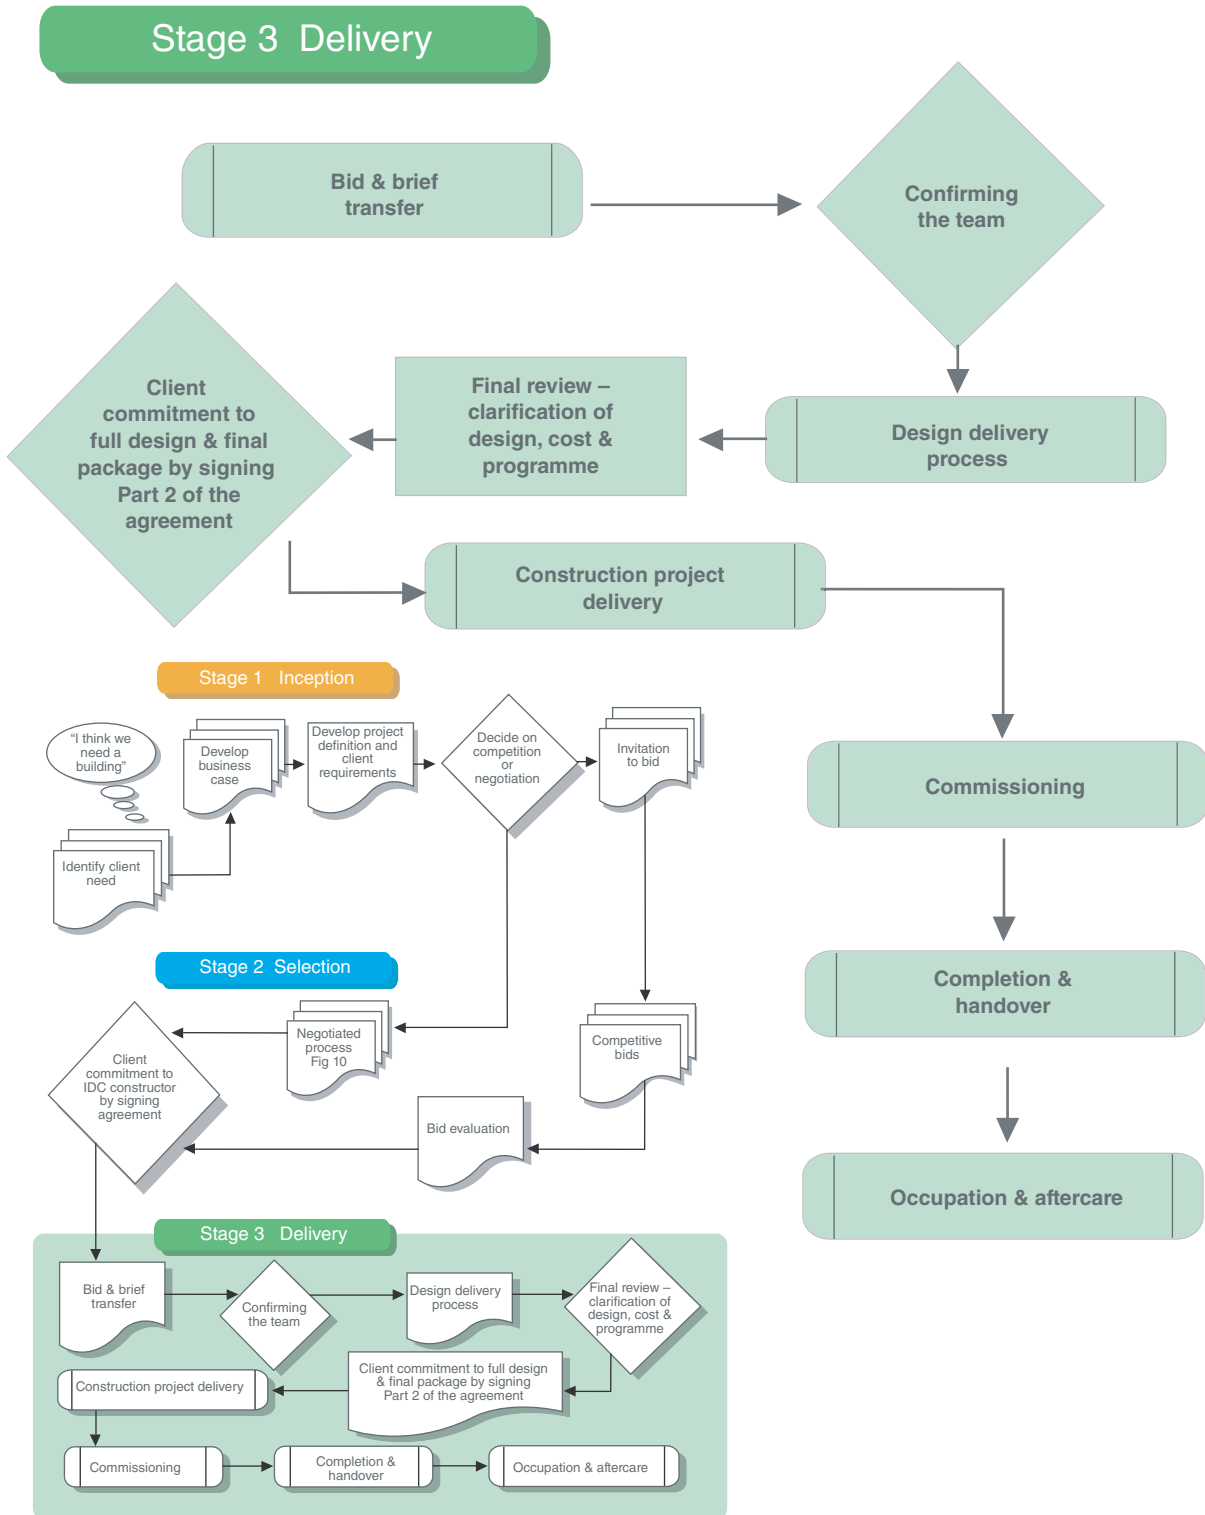 Stage 3  Delivery
Bid & brief
transfer
Confirming
the team
Client
commitment to
full design & final
package by signing
Part 2 of the
agreement
Final review –
clarification of
design, cost &
programme
Design delivery
process
Construction project
delivery
Commissioning
Completion &
handover
Occupation & aftercare
Stage 1  Inception
“I think we
need a
building”
Identify client
need
Develop
business
case
Develop project
definition and
client
requirements
Decide on
competition
or
negotiation
Invitation
to bid
Stage 2  Selection
Client
commitment to
IDC constructor
by signing
agreement
Negotiated
process
Fig 10
Competitive
bids
Bid evaluation
Stage 3  Delivery
Bid & brief
transfer
Confirming
the team
Design delivery
process
Final review –
clarification of
design, cost &
programme
Construction project delivery
Client commitment to full design
& final package by signing
Part 2 of the agreement
Commissioning
Completion &
handover
Occupation & aftercare